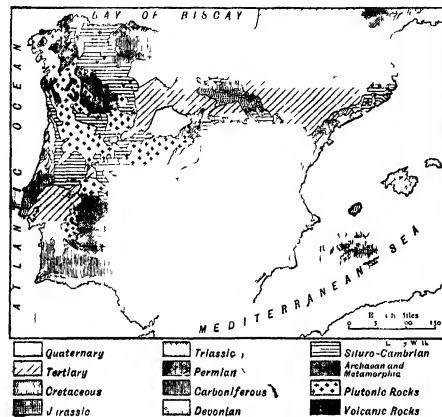 BAY OF BISCAY
ATLANTIC OCEAN
MEDITERRANEAN SEA
150
Quaternary
Tertiary
Cretaceous
Jurassic
Triassic
Permian
Carboniferous
Devonian
Siluro-Cambrian
Archaean and
Metamorphic
Plutonic Rocks
Volcanic Rocks